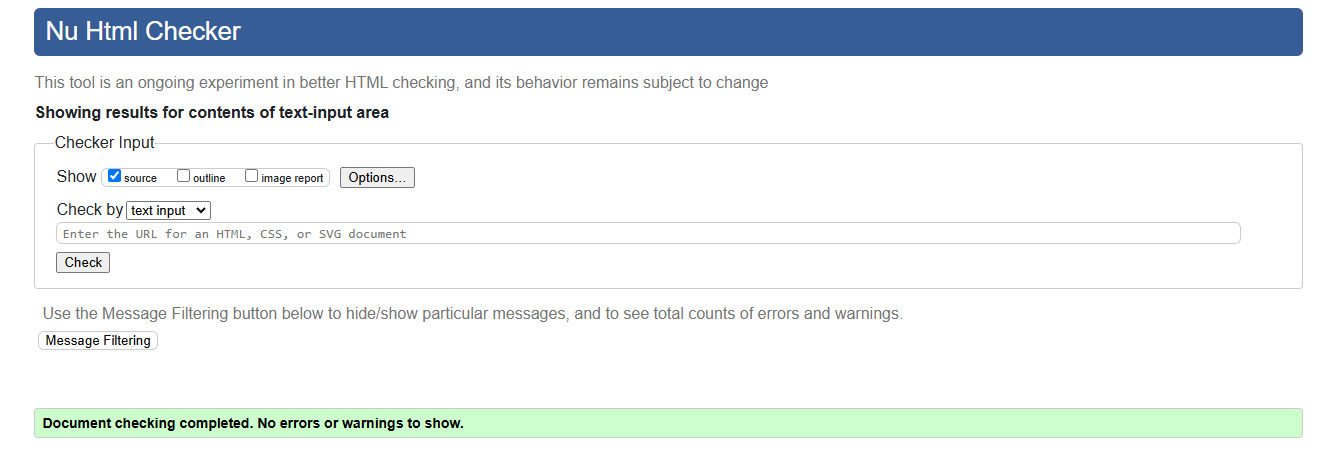 Nu Html Checker
This tool is an ongoing experiment in better HTML checking, and its behavior remains subject to change
Showing results for contents of text-input area
Checker Input
Show source outline image report Options...
Check by text input
Enter the URL for an HTML, CSS, or SVG document
Check
Use the Message Filtering button below to hide/show particular messages, and to see total counts of errors and warnings.
Message Filtering
Document checking completed. No errors or warnings to show.